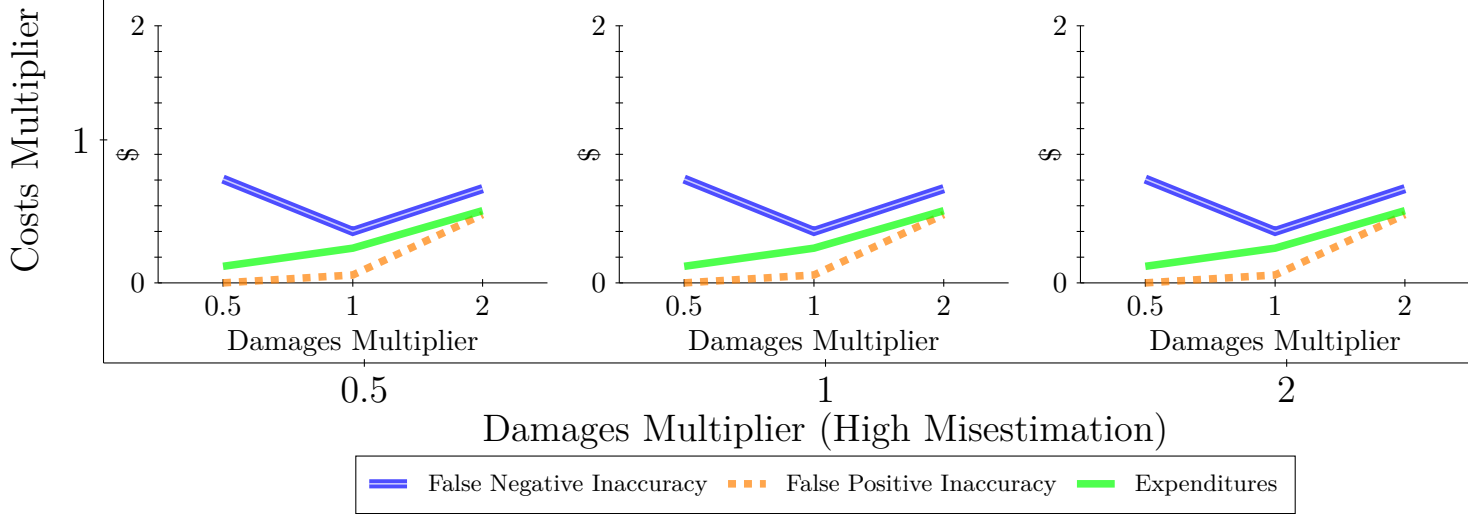 Costs Multiplier
1
2
$
0
0.5 1 2
Damages Multiplier
2
$
0
0.5 1 2
Damages Multiplier
2
$
0
0.5 1 2
Damages Multiplier
0.5 1 2
Damages Multiplier (High Misestimation)
False Negative Inaccuracy False Positive Inaccuracy Expenditures